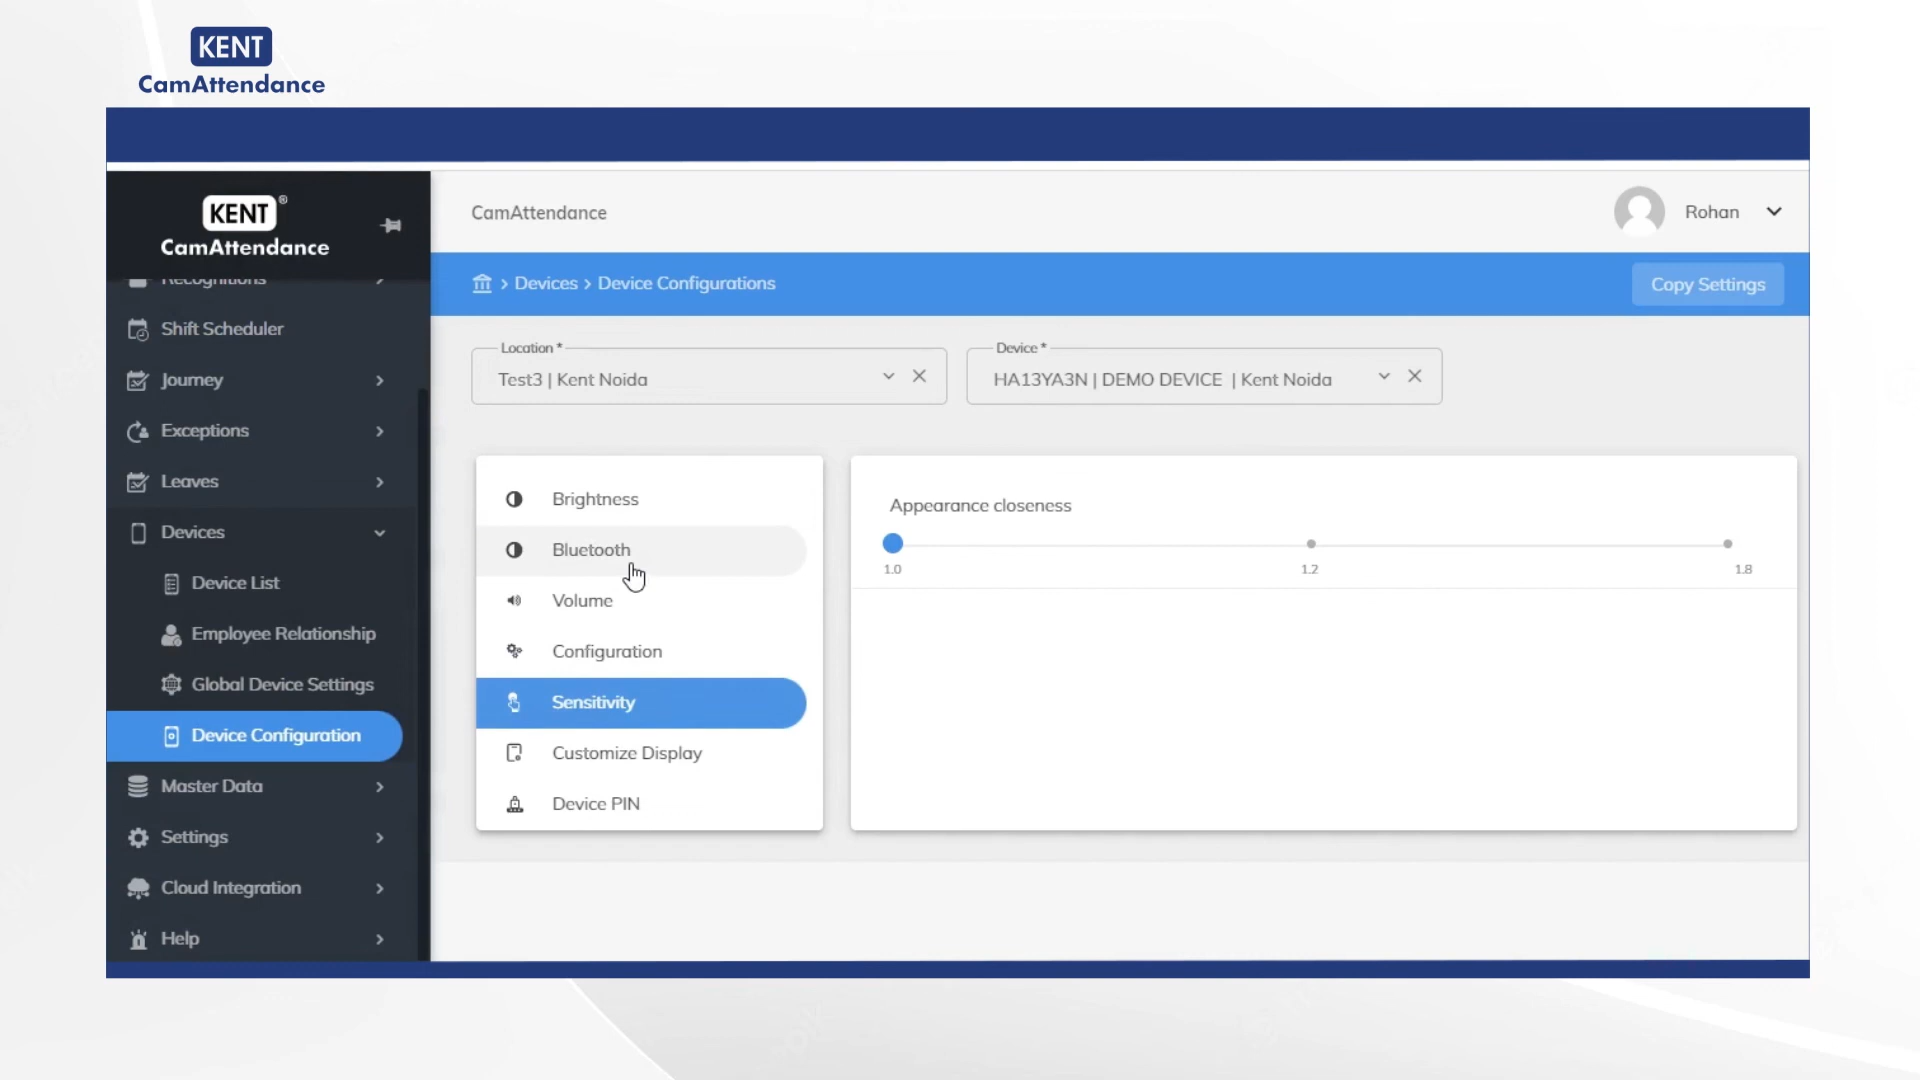 KENT
CamAttendance
KENT®
CamAttendance
CamAttendance
Rohan
> Devices > Device Configurations
Copy Settings
Recognitions
Shift Scheduler
Journey
Exceptions
Leaves
Devices
Device List
Employee Relationship
Global Device Settings
Device Configuration
Master Data
Settings
Cloud Integration
Help
Location *
Test3 | Kent Noida
Device *
HA13YA3N | DEMO DEVICE | Kent Noida
Brightness
Bluetooth
Volume
Configuration
Sensitivity
Customize Display
Device PIN
Appearance closeness
1.0 1.2 1.8